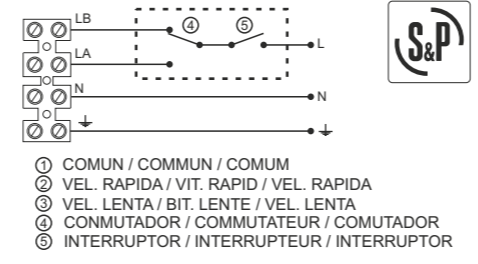 LB
④ ⑤
S&P
LA
L
N
N
① COMUN / COMMUN / COMUM
② VEL. RAPIDA / VIT. RAPID / VEL. RAPIDA
③ VEL. LENTA / BIT. LENTE / VEL. LENTA
④ CONMUTADOR / COMMUTATEUR / COMUTADOR
⑤ INTERRUPTOR / INTERRUPTEUR / INTERRUPTOR